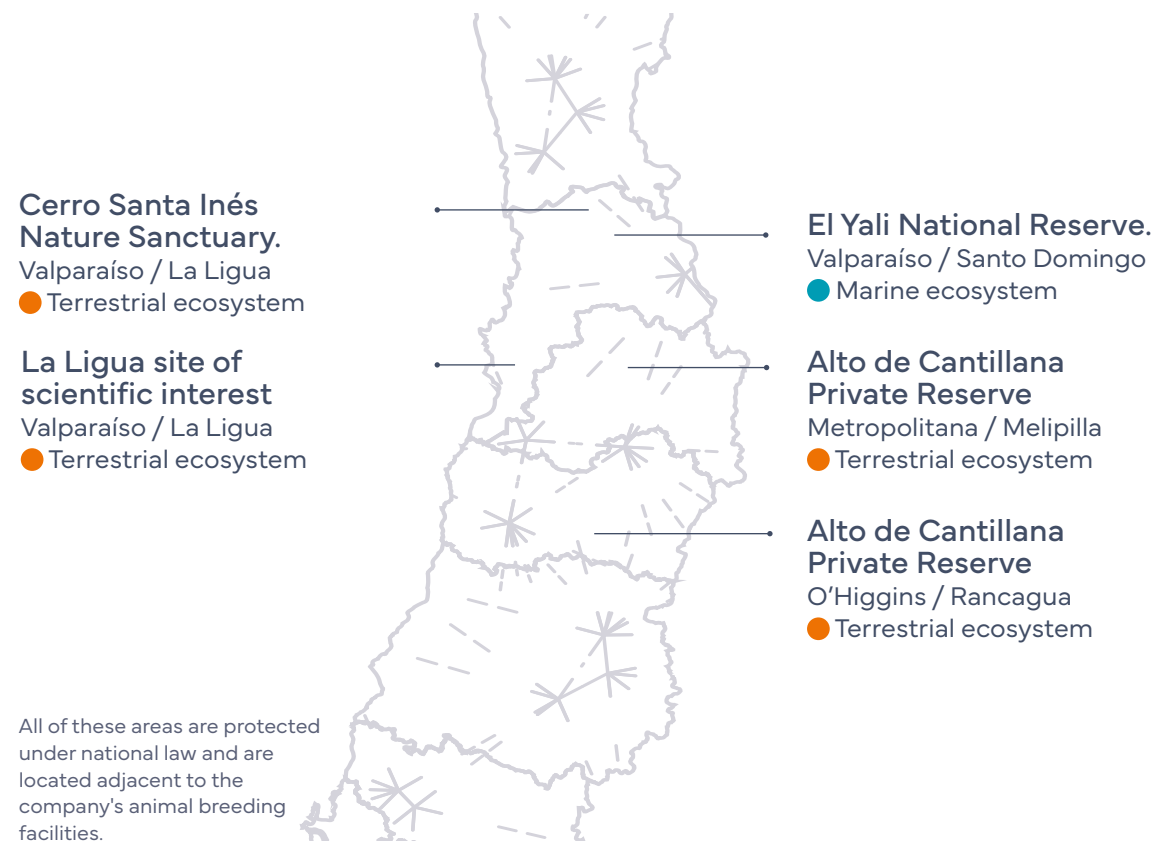 Cerro Santa Inés
Nature Sanctuary.
Valparaíso / La Ligua
Terrestrial ecosystem
La Ligua site of
scientific interest
Valparaíso / La Ligua
Terrestrial ecosystem
El Yali National Reserve.
Valparaíso / Santo Domingo
Marine ecosystem
Alto de Cantillana
Private Reserve
Metropolitana / Melipilla
Terrestrial ecosystem
Alto de Cantillana
Private Reserve
O’Higgins / Rancagua
Terrestrial ecosystem
All of these areas are protected
under national law and are
located adjacent to the
company's animal breeding
facilities.